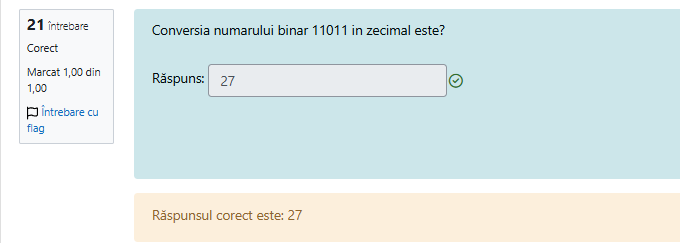 21 întrebare
Corect
Marcat 1,00 din
1,00
Întrebare cu
flag
Conversia numarului binar 11011 in zecimal este?
Răspuns: 27
Răspunsul corect este: 27